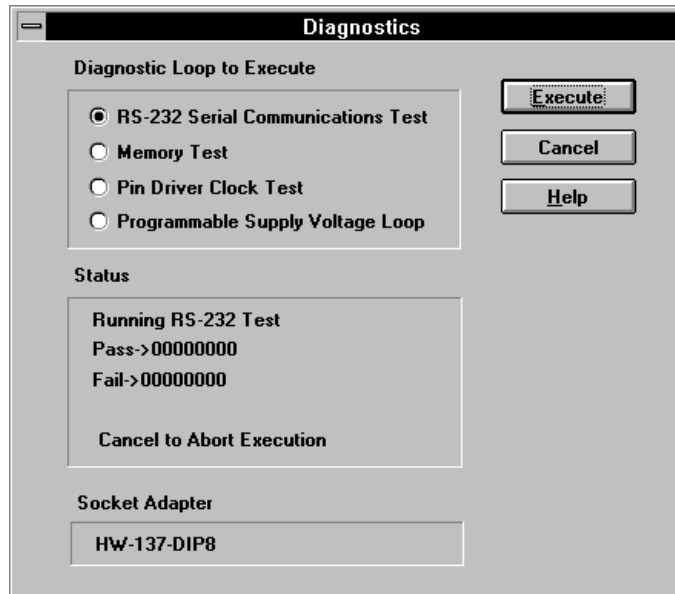 Diagnostics
Diagnostic Loop to Execute
RS-232 Serial Communications Test
Memory Test
Pin Driver Clock Test
Programmable Supply Voltage Loop
Execute
Cancel
Help
Status
Running RS-232 Test
Pass->00000000
Fail->00000000
Cancel to Abort Execution
Socket Adapter
HW-137-DIP8